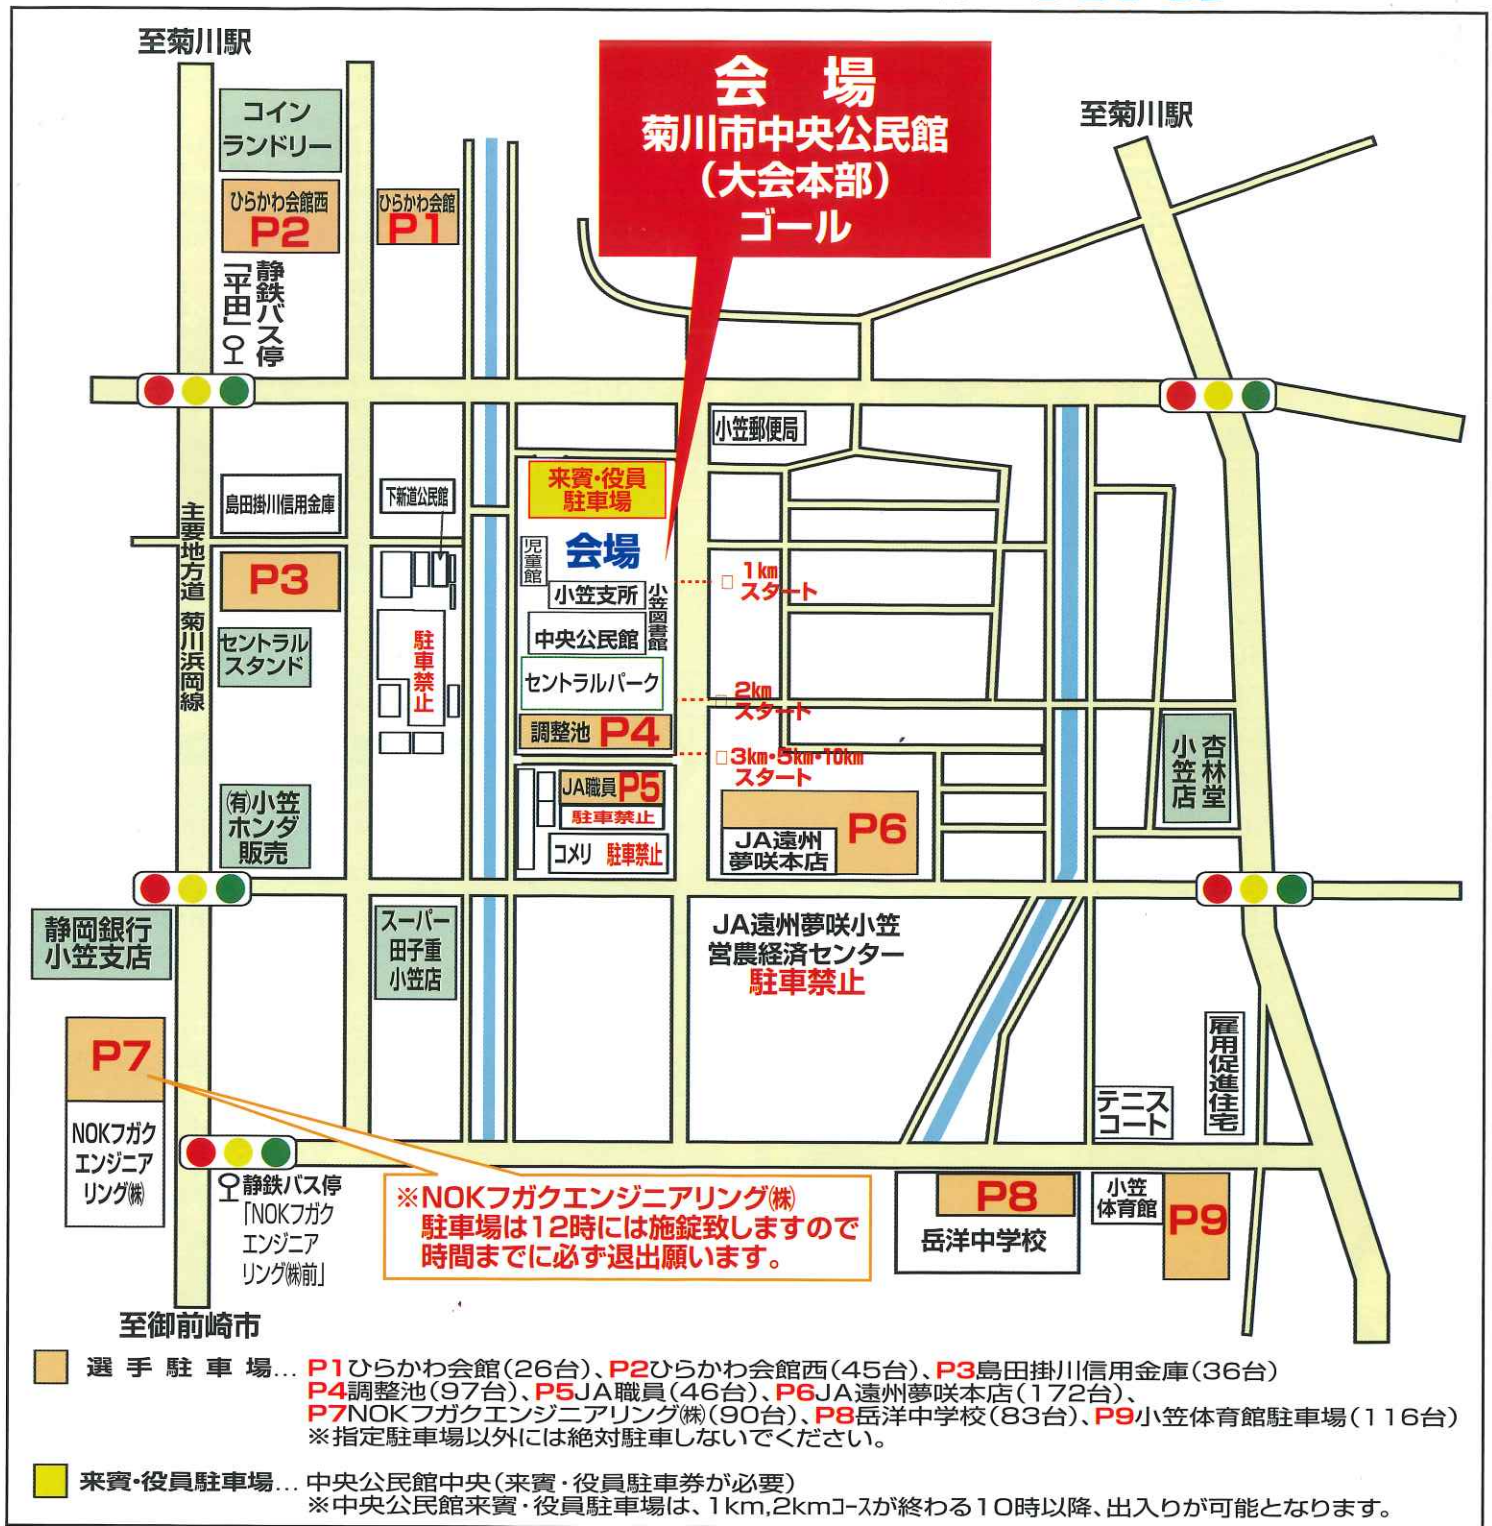 至菊川駅
コイン
ランドリー
ひらかわ会館西
P2
ひらかわ会館
P1
静鉄バス停
「平田」
会 場
菊川市中央公民館
（大会本部）
ゴール
至菊川駅
小笠郵便局
島田掛川信用金庫
下新道公民館
来賓・役員
駐車場
主要地方道 菊川浜岡線
P3
児童館
会場
小笠支所
小笠図書館
中央公民館
1km
スタート
セントラル
スタンド
駐車禁止
セントラルパーク
2km
スタート
調整池 P4
3km・5km・10km
スタート
杏林堂
小笠店
㈲小笠
ホンダ
販売
JA職員 P5
駐車禁止
コメリ 駐車禁止
P6
JA遠州
夢咲本店
静岡銀行
小笠支店
スーパー
田子重
小笠店
JA遠州夢咲小笠
営農経済センター
駐車禁止
P7
NOKフガク
エンジニア
リング㈱
雇用促進住宅
テニス
コート
静鉄バス停
「NOKフガク
エンジニア
リング㈱前」
※NOKフガクエンジニアリング㈱
駐車場は12時には施錠致しますので
時間までに必ず退出願います。
P8
岳洋中学校
小笠
体育館
P9
至御前崎市
選手駐車場…P1ひらかわ会館(26台)、P2ひらかわ会館西(45台)、P3島田掛川信用金庫(36台)
P4調整池(97台)、P5JA職員(46台)、P6JA遠州夢咲本店(172台)、
P7NOKフガクエンジニアリング㈱(90台)、P8岳洋中学校(83台)、P9小笠体育館駐車場(116台)
※指定駐車場以外には絶対駐車しないでください。
来賓・役員駐車場…中央公民館中央(来賓・役員駐車券が必要)
※中央公民館来賓・役員駐車場は、1km,2kmコースが終わる10時以降、出入りが可能となります。